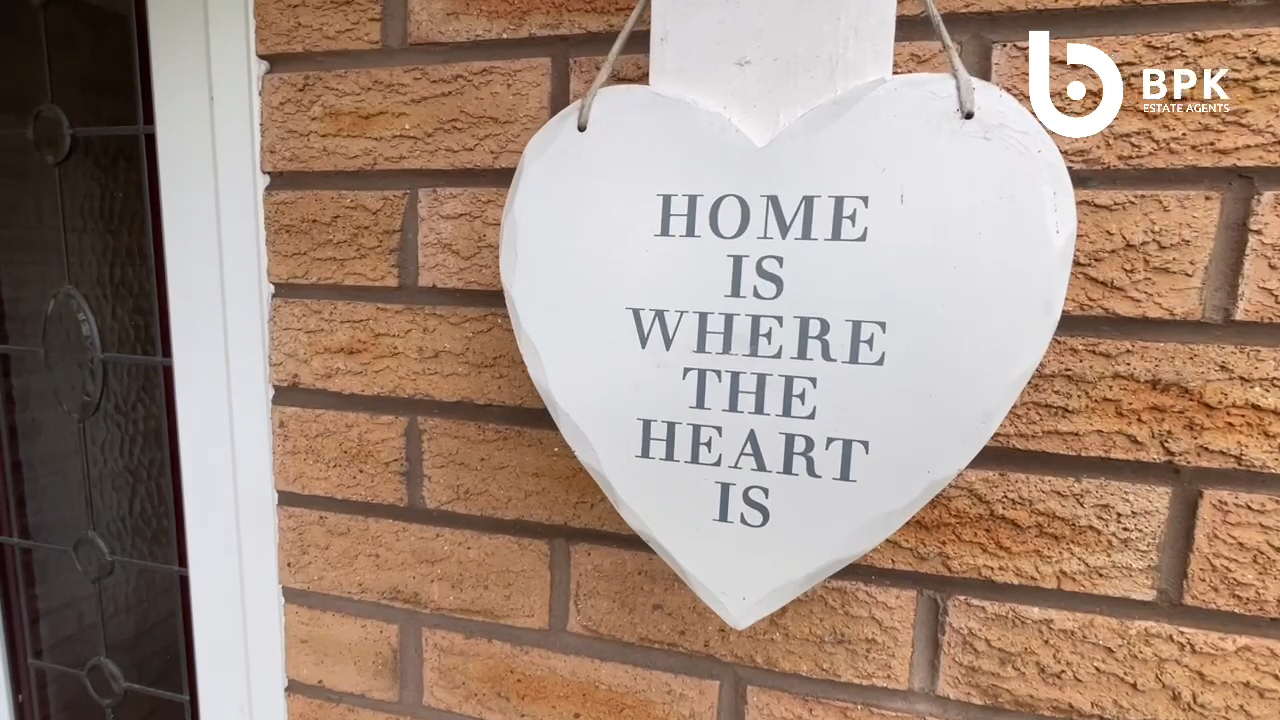 BPK
ESTATE AGENTS
HOME
IS
WHERE
THE
HEART
IS